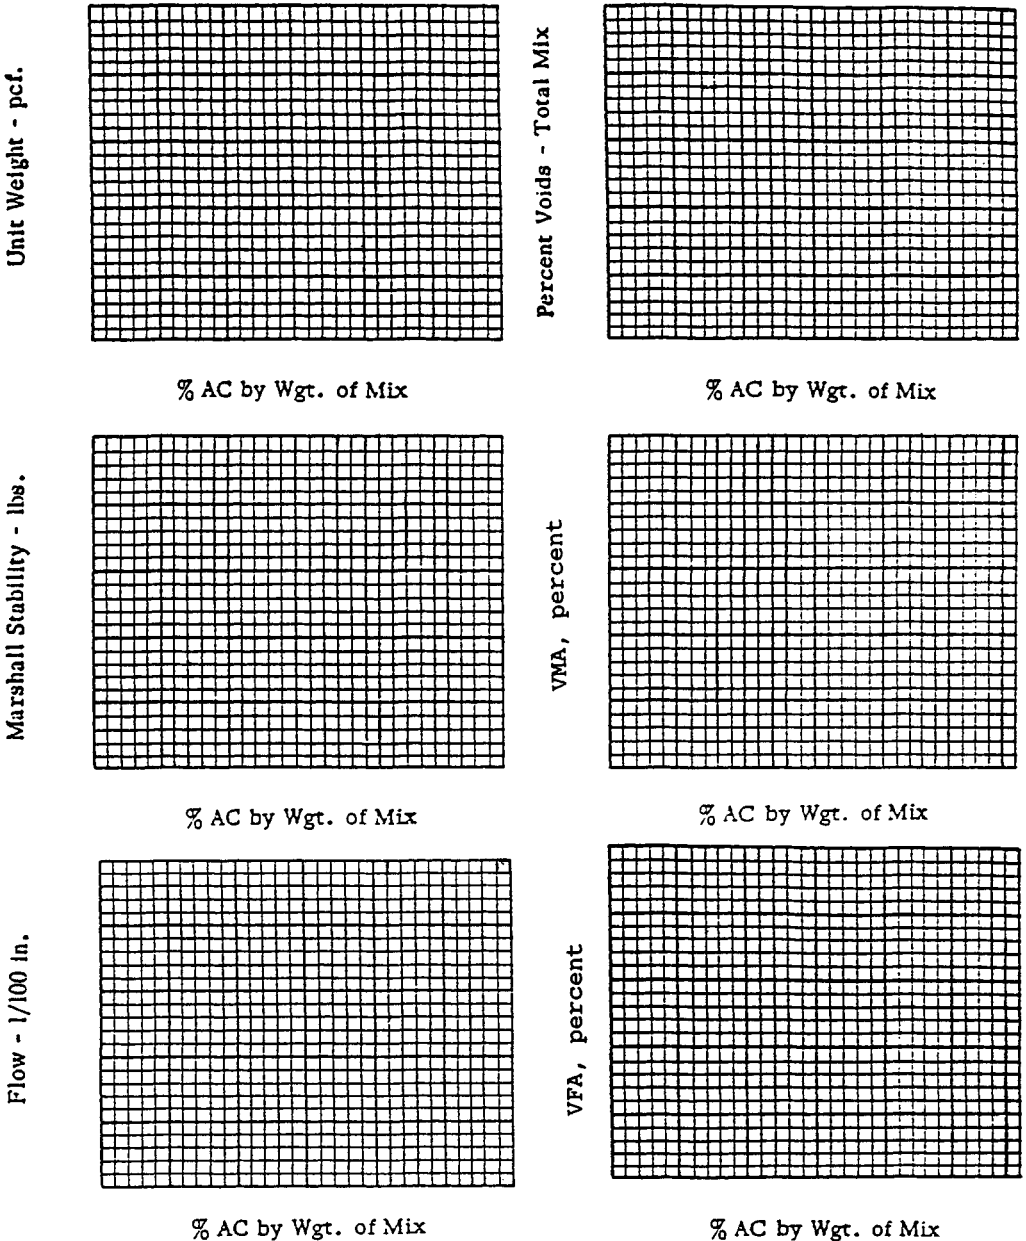 Unit Weight - pcf.
Percent Voids - Total Mix
% AC by Wgt. of Mix
% AC by Wgt. of Mix
Marshall Stability - lbs.
VMA, percent
% AC by Wgt. of Mix
% AC by Wgt. of Mix
Flow - 1/100 in.
VFA, percent
% AC by Wgt. of Mix
% AC by Wgt. of Mix